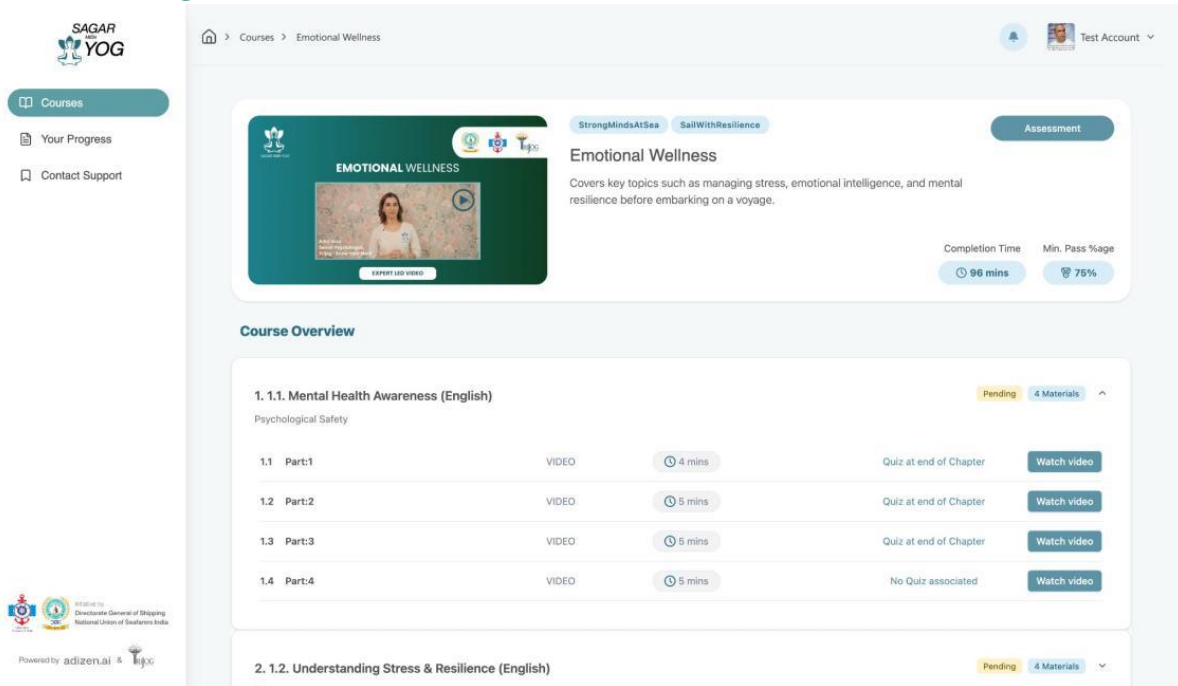 SAGAR
MEIN
YOG
Courses > Emotional Wellness
Test Account
Courses
Your Progress
Contact Support
EMOTIONAL WELLNESS
EXPERT LED VIDEO
Trijog
StrongMindsAtSea SailWithResilience
Assessment
Emotional Wellness
Covers key topics such as managing stress, emotional intelligence, and mental
resilience before embarking on a voyage.
Completion Time Min. Pass %age
96 mins 75%
Course Overview
1. 1.1. Mental Health Awareness (English) Pending 4 Materials
Psychological Safety
1.1 Part:1 VIDEO 4 mins Quiz at end of Chapter Watch video
1.2 Part:2 VIDEO 5 mins Quiz at end of Chapter Watch video
1.3 Part:3 VIDEO 5 mins Quiz at end of Chapter Watch video
1.4 Part:4 VIDEO 5 mins No Quiz associated Watch video
2. 1.2. Understanding Stress & Resilience (English) Pending 4 Materials
Initiative by
Directorate General of Shipping
National Union of Seafarers India
Powered by adizen.ai & Trijog